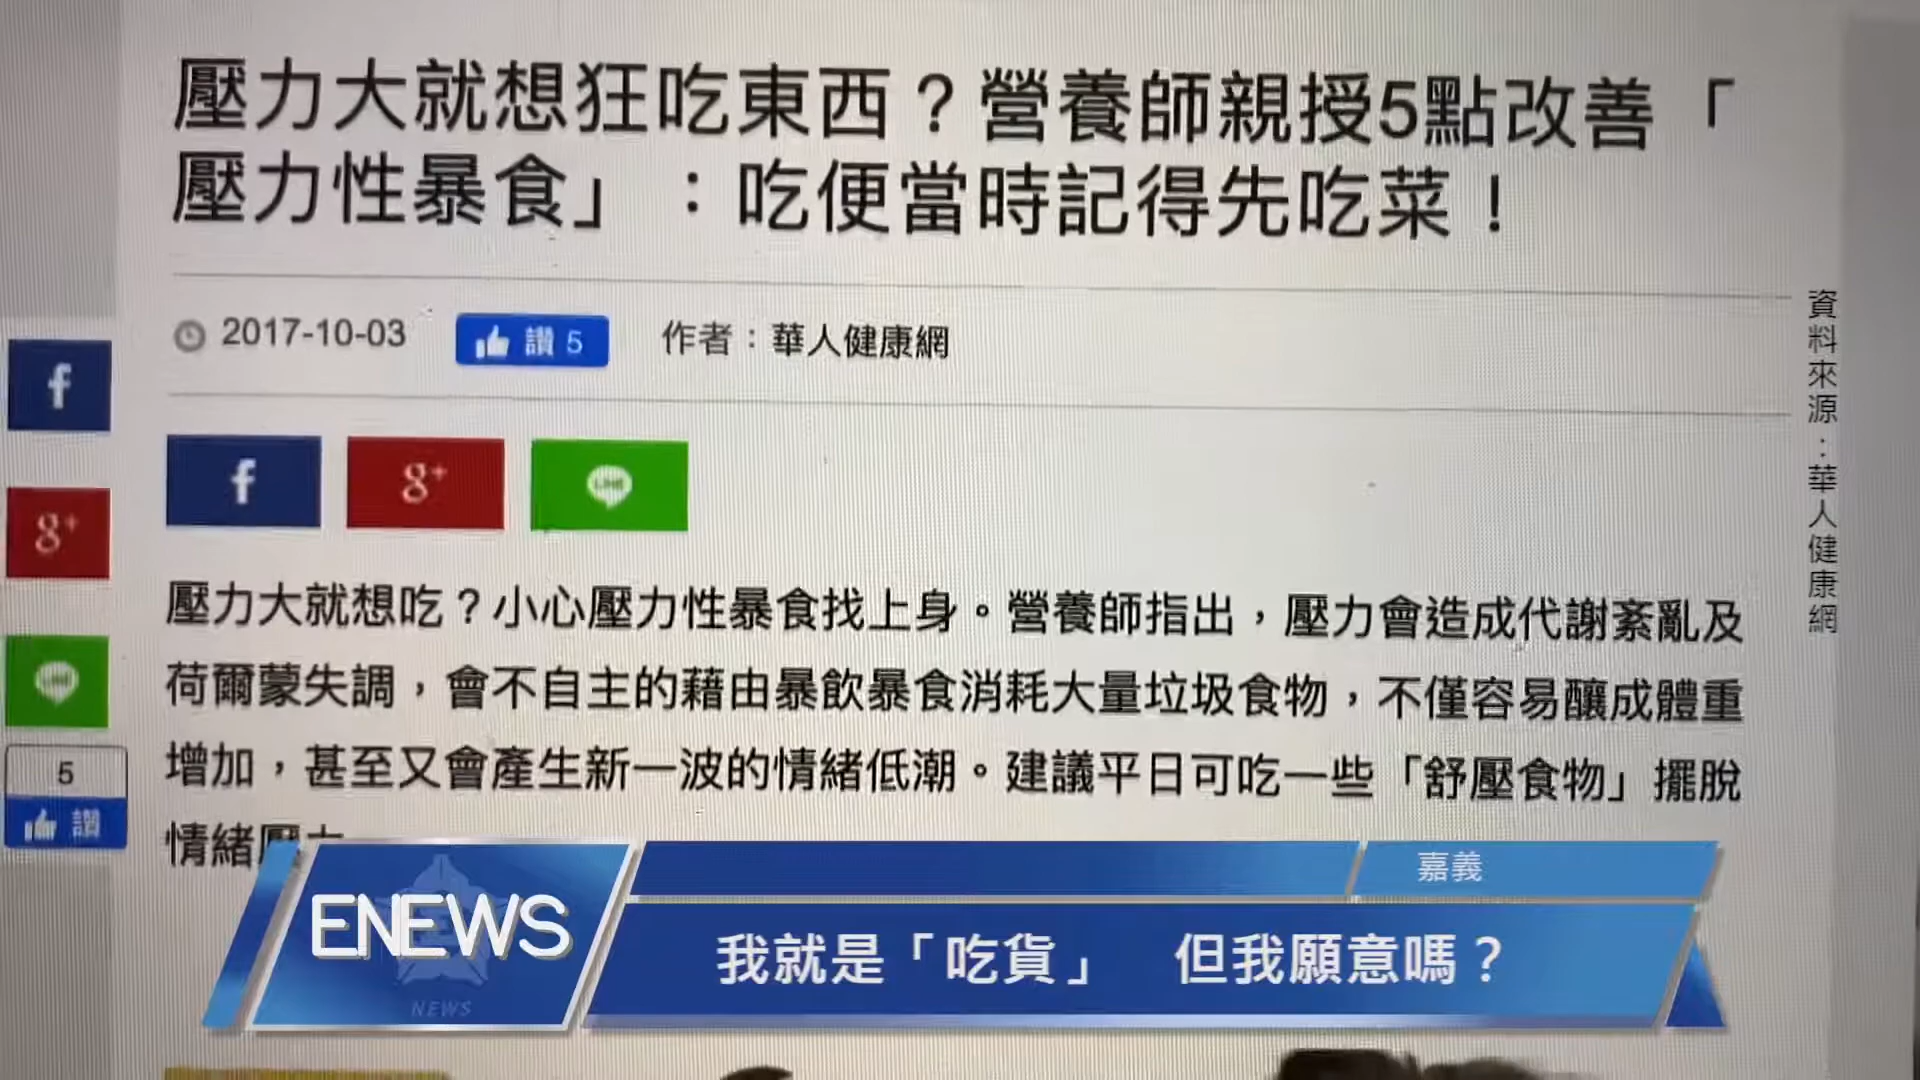 壓力大就想狂吃東西？營養師親授5點改善「
壓力性暴食」：吃便當時記得先吃菜！
2017-10-03
讚 5
作者：華人健康網
資料來源：華人健康網
f
8+
LINE
f
8+
LINE
5
讚
壓力大就想吃？小心壓力性暴食找上身。營養師指出，壓力會造成代謝紊亂及
荷爾蒙失調，會不自主的藉由暴飲暴食消耗大量垃圾食物，不僅容易釀成體重
增加，甚至又會產生新一波的情緒低潮。建議平日可吃一些「舒壓食物」擺脫
情緒
ENEWS
NEWS
嘉義
我就是「吃貨」 但我願意嗎？